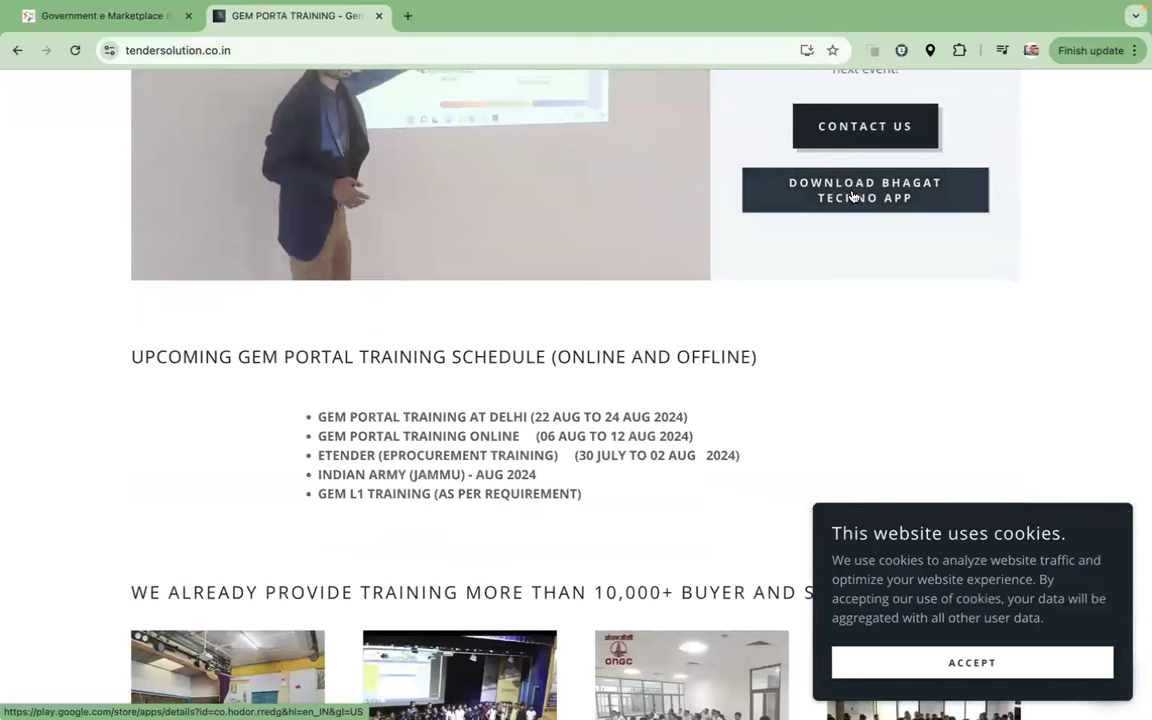 Government e Marketplace
GEM PORTA TRAINING - Gen
tendersolution.co.in
Finish update
next event!
CONTACT US
DOWNLOAD BHAGAT
TECHNO APP
UPCOMING GEM PORTAL TRAINING SCHEDULE (ONLINE AND OFFLINE)
• GEM PORTAL TRAINING AT DELHI (22 AUG TO 24 AUG 2024)
• GEM PORTAL TRAINING ONLINE (06 AUG TO 12 AUG 2024)
• ETENDER (EPROCUREMENT TRAINING) (30 JULY TO 02 AUG 2024)
• INDIAN ARMY (JAMMU) - AUG 2024
• GEM L1 TRAINING (AS PER REQUIREMENT)
This website uses cookies.
We use cookies to analyze website traffic and
optimize your website experience. By
accepting our use of cookies, your data will be
aggregated with all other user data.
ACCEPT
WE ALREADY PROVIDE TRAINING MORE THAN 10,000+ BUYER AND S
ओएनजीसी
ONGC
https://play.google.com/store/apps/details?id=co.hodor.rredg&hl=en_IN&gl=US